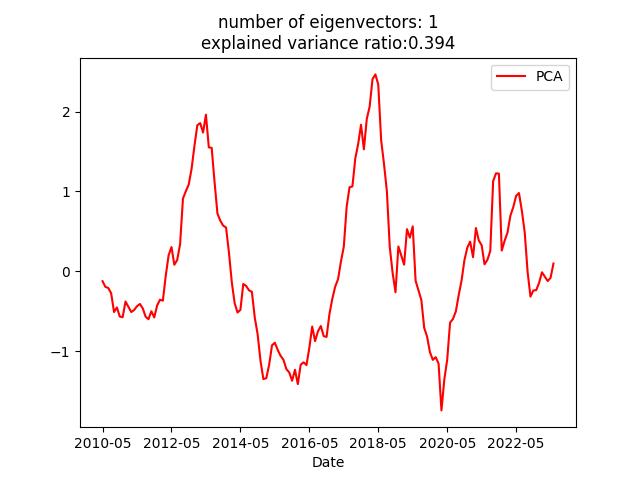 number of eigenvectors: 1
explained variance ratio:0.394
PCA
2
1
0
−1
2010-05 2012-05 2014-05 2016-05 2018-05 2020-05 2022-05
Date